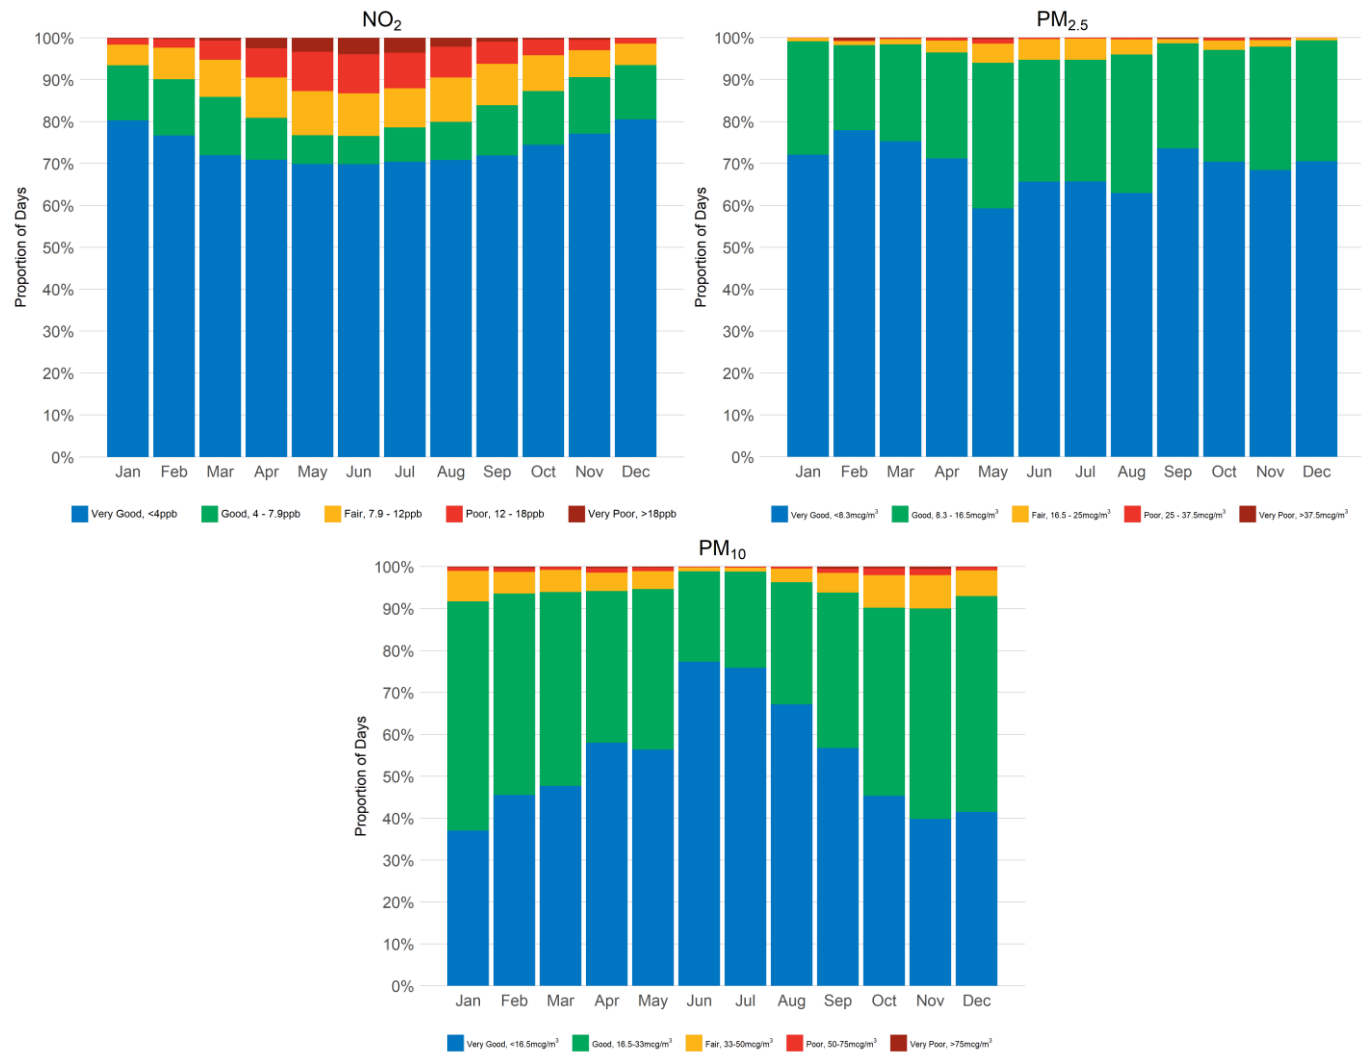 NO₂
100%
90%
80%
70%
60%
50%
40%
30%
20%
10%
0%
Proportion of Days
Jan Feb Mar Apr May Jun Jul Aug Sep Oct Nov Dec
Very Good, <4ppb Good, 4 - 7.9ppb Fair, 7.9 - 12ppb Poor, 12 - 18ppb Very Poor, >18ppb
PM₂.₅
100%
90%
80%
70%
60%
50%
40%
30%
20%
10%
0%
Proportion of Days
Jan Feb Mar Apr May Jun Jul Aug Sep Oct Nov Dec
Very Good, <8.3mcg/m³ Good, 8.3 - 16.5mcg/m³ Fair, 16.5 - 25mcg/m³ Poor, 25 - 37.5mcg/m³ Very Poor, >37.5mcg/m³
PM₁₀
100%
90%
80%
70%
60%
50%
40%
30%
20%
10%
0%
Proportion of Days
Jan Feb Mar Apr May Jun Jul Aug Sep Oct Nov Dec
Very Good, <16.5mcg/m³ Good, 16.5-33mcg/m³ Fair, 33-50mcg/m³ Poor, 50-75mcg/m³ Very Poor, >75mcg/m³